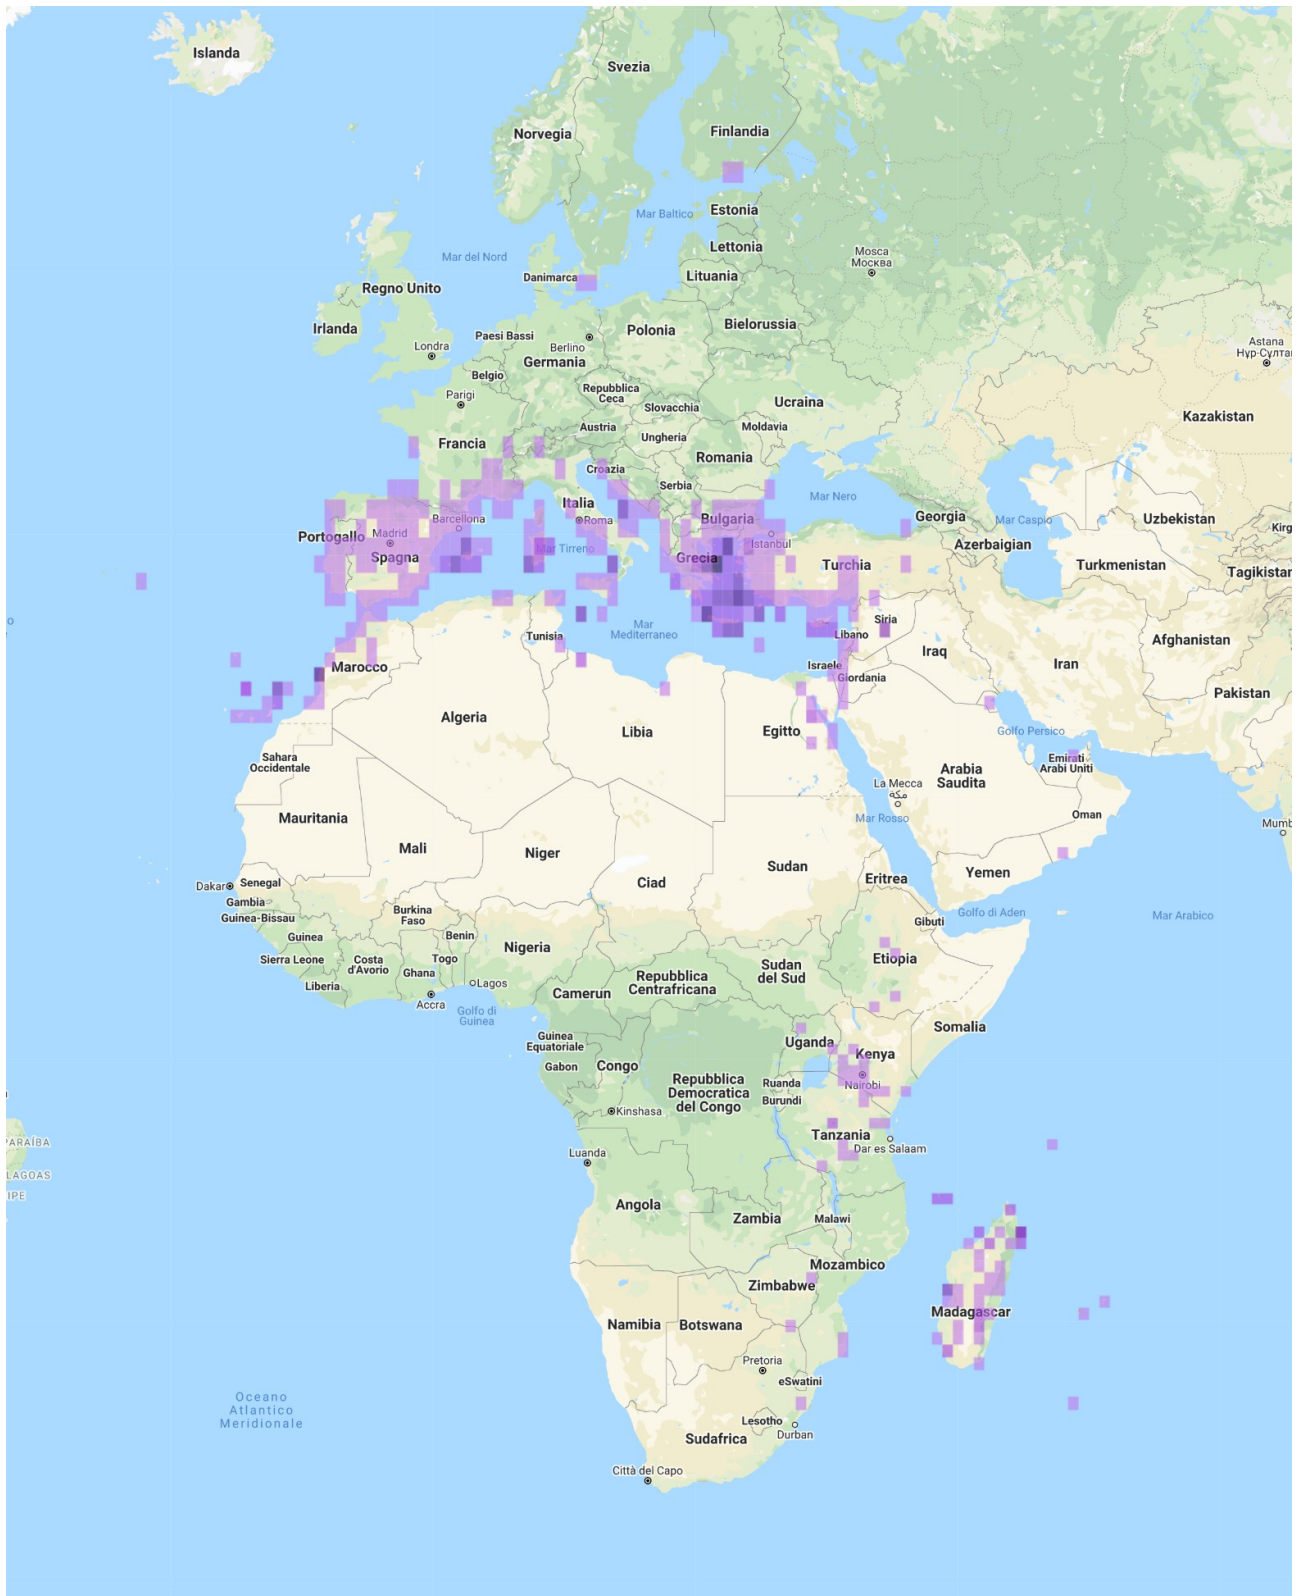 Islanda
Svezia
Norvegia
Finlandia
Mar Baltico
Estonia
Lettonia
Mosca
Москва
Mar del Nord
Danimarca
Lituania
Regno Unito
Irlanda
Londra
Paesi Bassi
Berlino
Polonia
Bielorussia
Astana
Belgio
Germania
Parigi
Repubblica
Ceca
Slovacchia
Ucraina
Kazakistan
Francia
Austria
Ungheria
Moldavia
Romania
Croazia
Serbia
Mar Nero
Italia
Roma
Bulgaria
Georgia
Mar Caspio
Uzbekistan
Kirg
Portogallo
Madrid
Barcellona
Spagna
Mar Tirreno
Grecia
Istanbul
Turchia
Azerbaigian
Turkmenistan
Tagikistan
Tunisia
Mar
Mediterraneo
Siria
Libano
Iraq
Iran
Afghanistan
Marocco
Israele
Giordania
Pakistan
Algeria
Libia
Egitto
Golfo Persico
Sahara
Occidentale
Emirati
Arabi Uniti
Arabia
Saudita
La Mecca
مكة
Mar Rosso
Oman
Mumb
Mauritania
Mali
Niger
Ciad
Sudan
Eritrea
Yemen
Dakar
Senegal
Gambia
Guinea-Bissau
Burkina
Faso
Guinea
Benin
Nigeria
Gibuti
Golfo di Aden
Mar Arabico
Sierra Leone
Costa
d'Avorio
Togo
Ghana
Liberia
Accra
Lagos
Golfo di
Guinea
Camerun
Repubblica
Centrafricana
Sudan
del Sud
Etiopia
Somalia
Guinea
Equatoriale
Gabon
Congo
Uganda
Kenya
Nairobi
Repubblica
Democratica
del Congo
Ruanda
Burundi
Kinshasa
PARAÍBA
Tanzania
Dar es Salaam
Luanda
LAGOAS
IPE
Angola
Zambia
Malawi
Mozambico
Zimbabwe
Namibia
Botswana
Madagascar
Pretoria
eSwatini
Oceano
Atlantico
Meridionale
Lesotho
Durban
Sudafrica
Città del Capo